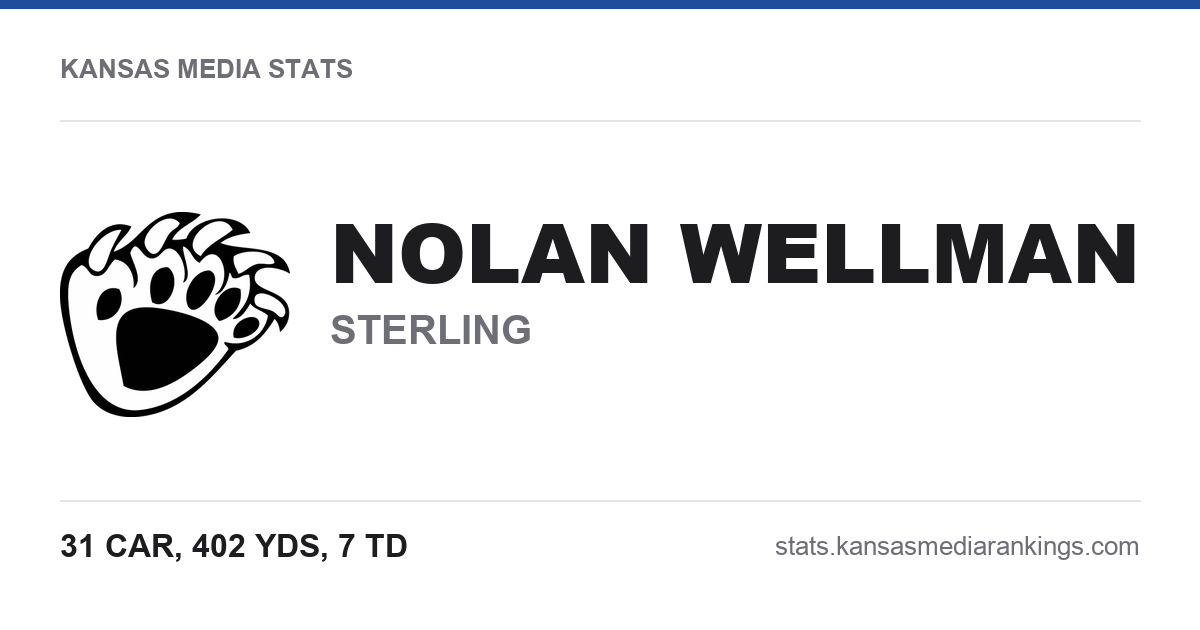 KANSAS MEDIA STATS
NOLAN WELLMAN
STERLING
31 CAR, 402 YDS, 7 TD
stats.kansasmediarankings.com